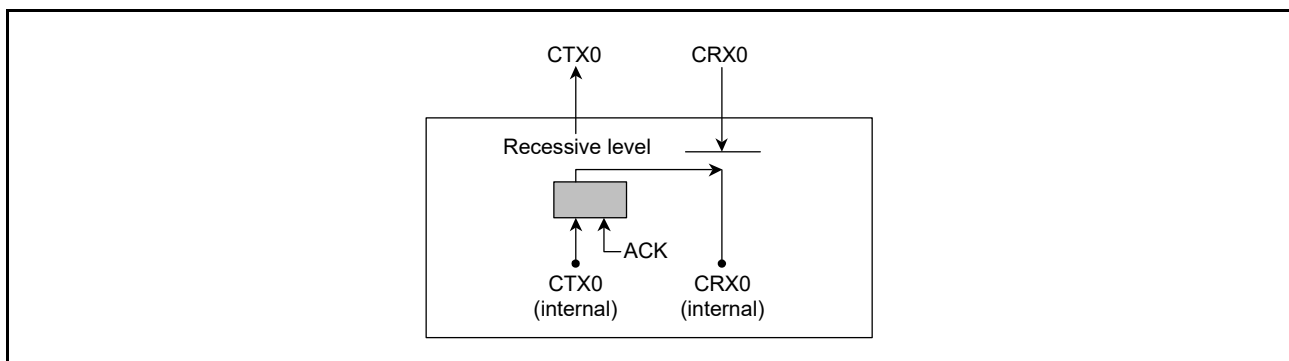 CTX0 CRX0
Recessive level
ACK
CTX0 CRX0
(internal) (internal)